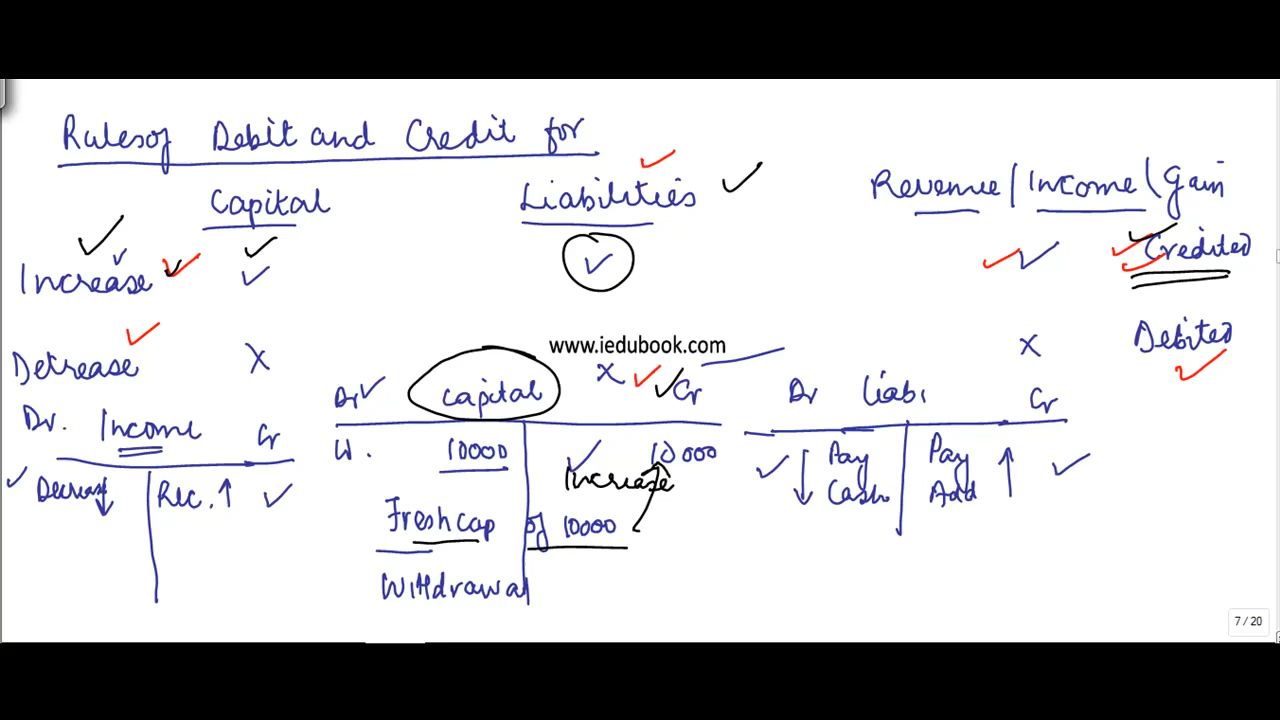 Rules of Debit and Credit for
Capital Liabilities Revenue / Income / Gain
Increase Credited
Decrease X X X Debited
www.iedubook.com
Dr. Income Cr
Decrease Rec.
Dr Capital Cr
W. 10000 10000
Increase
Fresh cap of 10000
Withdrawal
Dr Liabi Cr
Pay Pay
Cash Add
7 / 20